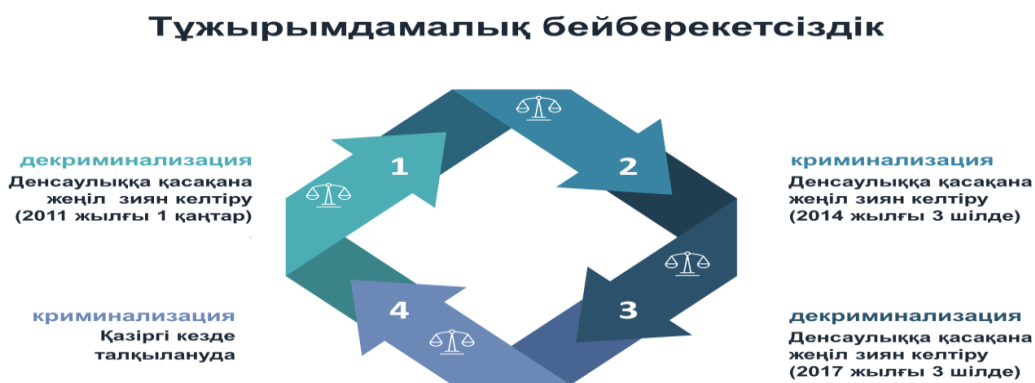 Тұжырымдамалық бейберекетсіздік
1
декриминализация
Денсаулыққа қасақана
жеңіл зиян келтіру
(2011 жылғы 1 қаңтар)
2
криминализация
Денсаулыққа қасақана
жеңіл зиян келтіру
(2014 жылғы 3 шілде)
3
декриминализация
Денсаулыққа қасақана
жеңіл зиян келтіру
(2017 жылғы 3 шілде)
4
криминализация
Қазіргі кезде
талқылануда